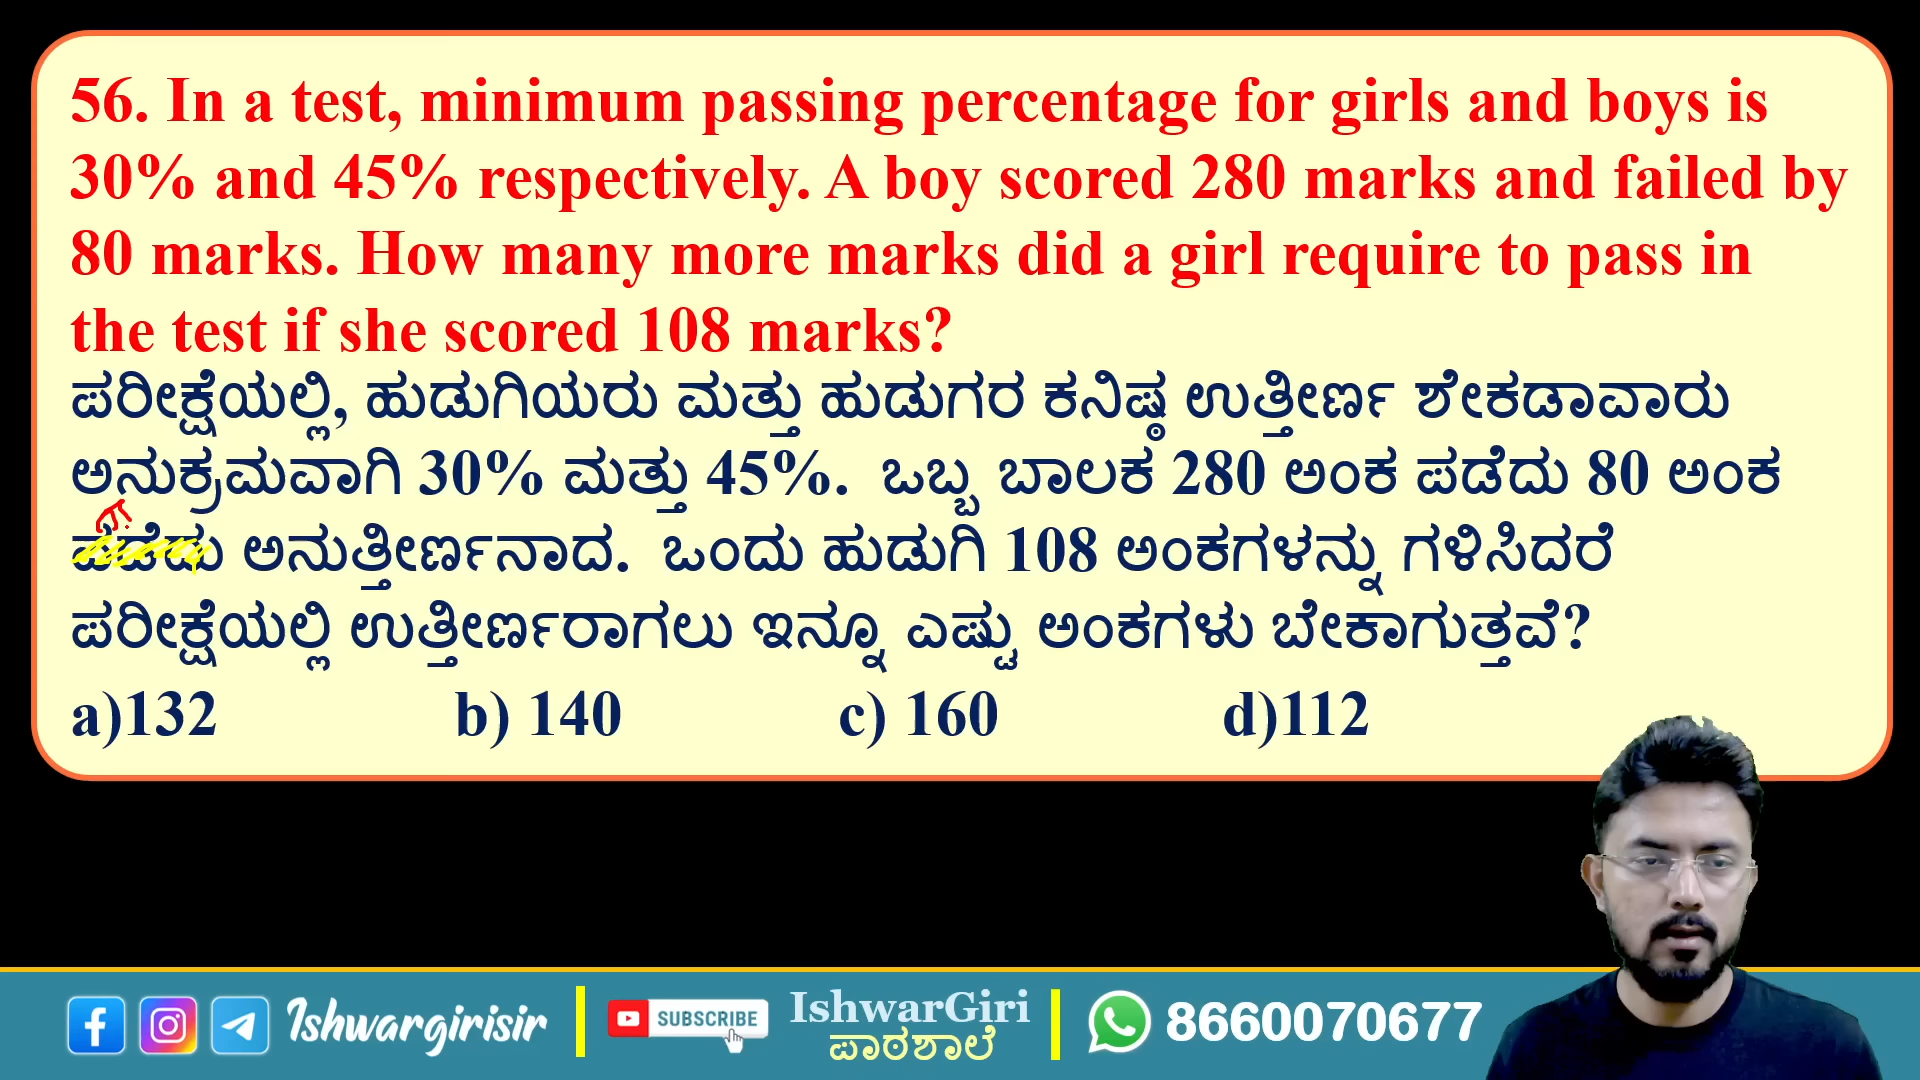 56. In a test, minimum passing percentage for girls and boys is
30% and 45% respectively. A boy scored 280 marks and failed by
80 marks. How many more marks did a girl require to pass in
the test if she scored 108 marks?
ಪರೀಕ್ಷೆಯಲ್ಲಿ, ಹುಡುಗಿಯರು ಮತ್ತು ಹುಡುಗರ ಕನಿಷ್ಠ ಉತ್ತೀರ್ಣ ಶೇಕಡಾವಾರು
ಅನುಕ್ರಮವಾಗಿ 30% ಮತ್ತು 45%. ಒಬ್ಬ ಬಾಲಕ 280 ಅಂಕ ಪಡೆದು 80 ಅಂಕ
ಪಡೆದು ಅನುತ್ತೀರ್ಣನಾದ. ಒಂದು ಹುಡುಗಿ 108 ಅಂಕಗಳನ್ನು ಗಳಿಸಿದರೆ
ಪರೀಕ್ಷೆಯಲ್ಲಿ ಉತ್ತೀರ್ಣರಾಗಲು ಇನ್ನೂ ಎಷ್ಟು ಅಂಕಗಳು ಬೇಕಾಗುತ್ತವೆ?
a)132 b) 140 c) 160 d)112
Ishwargirisir SUBSCRIBE IshwarGiri 8660070677
ಪಾಠಶಾಲೆ